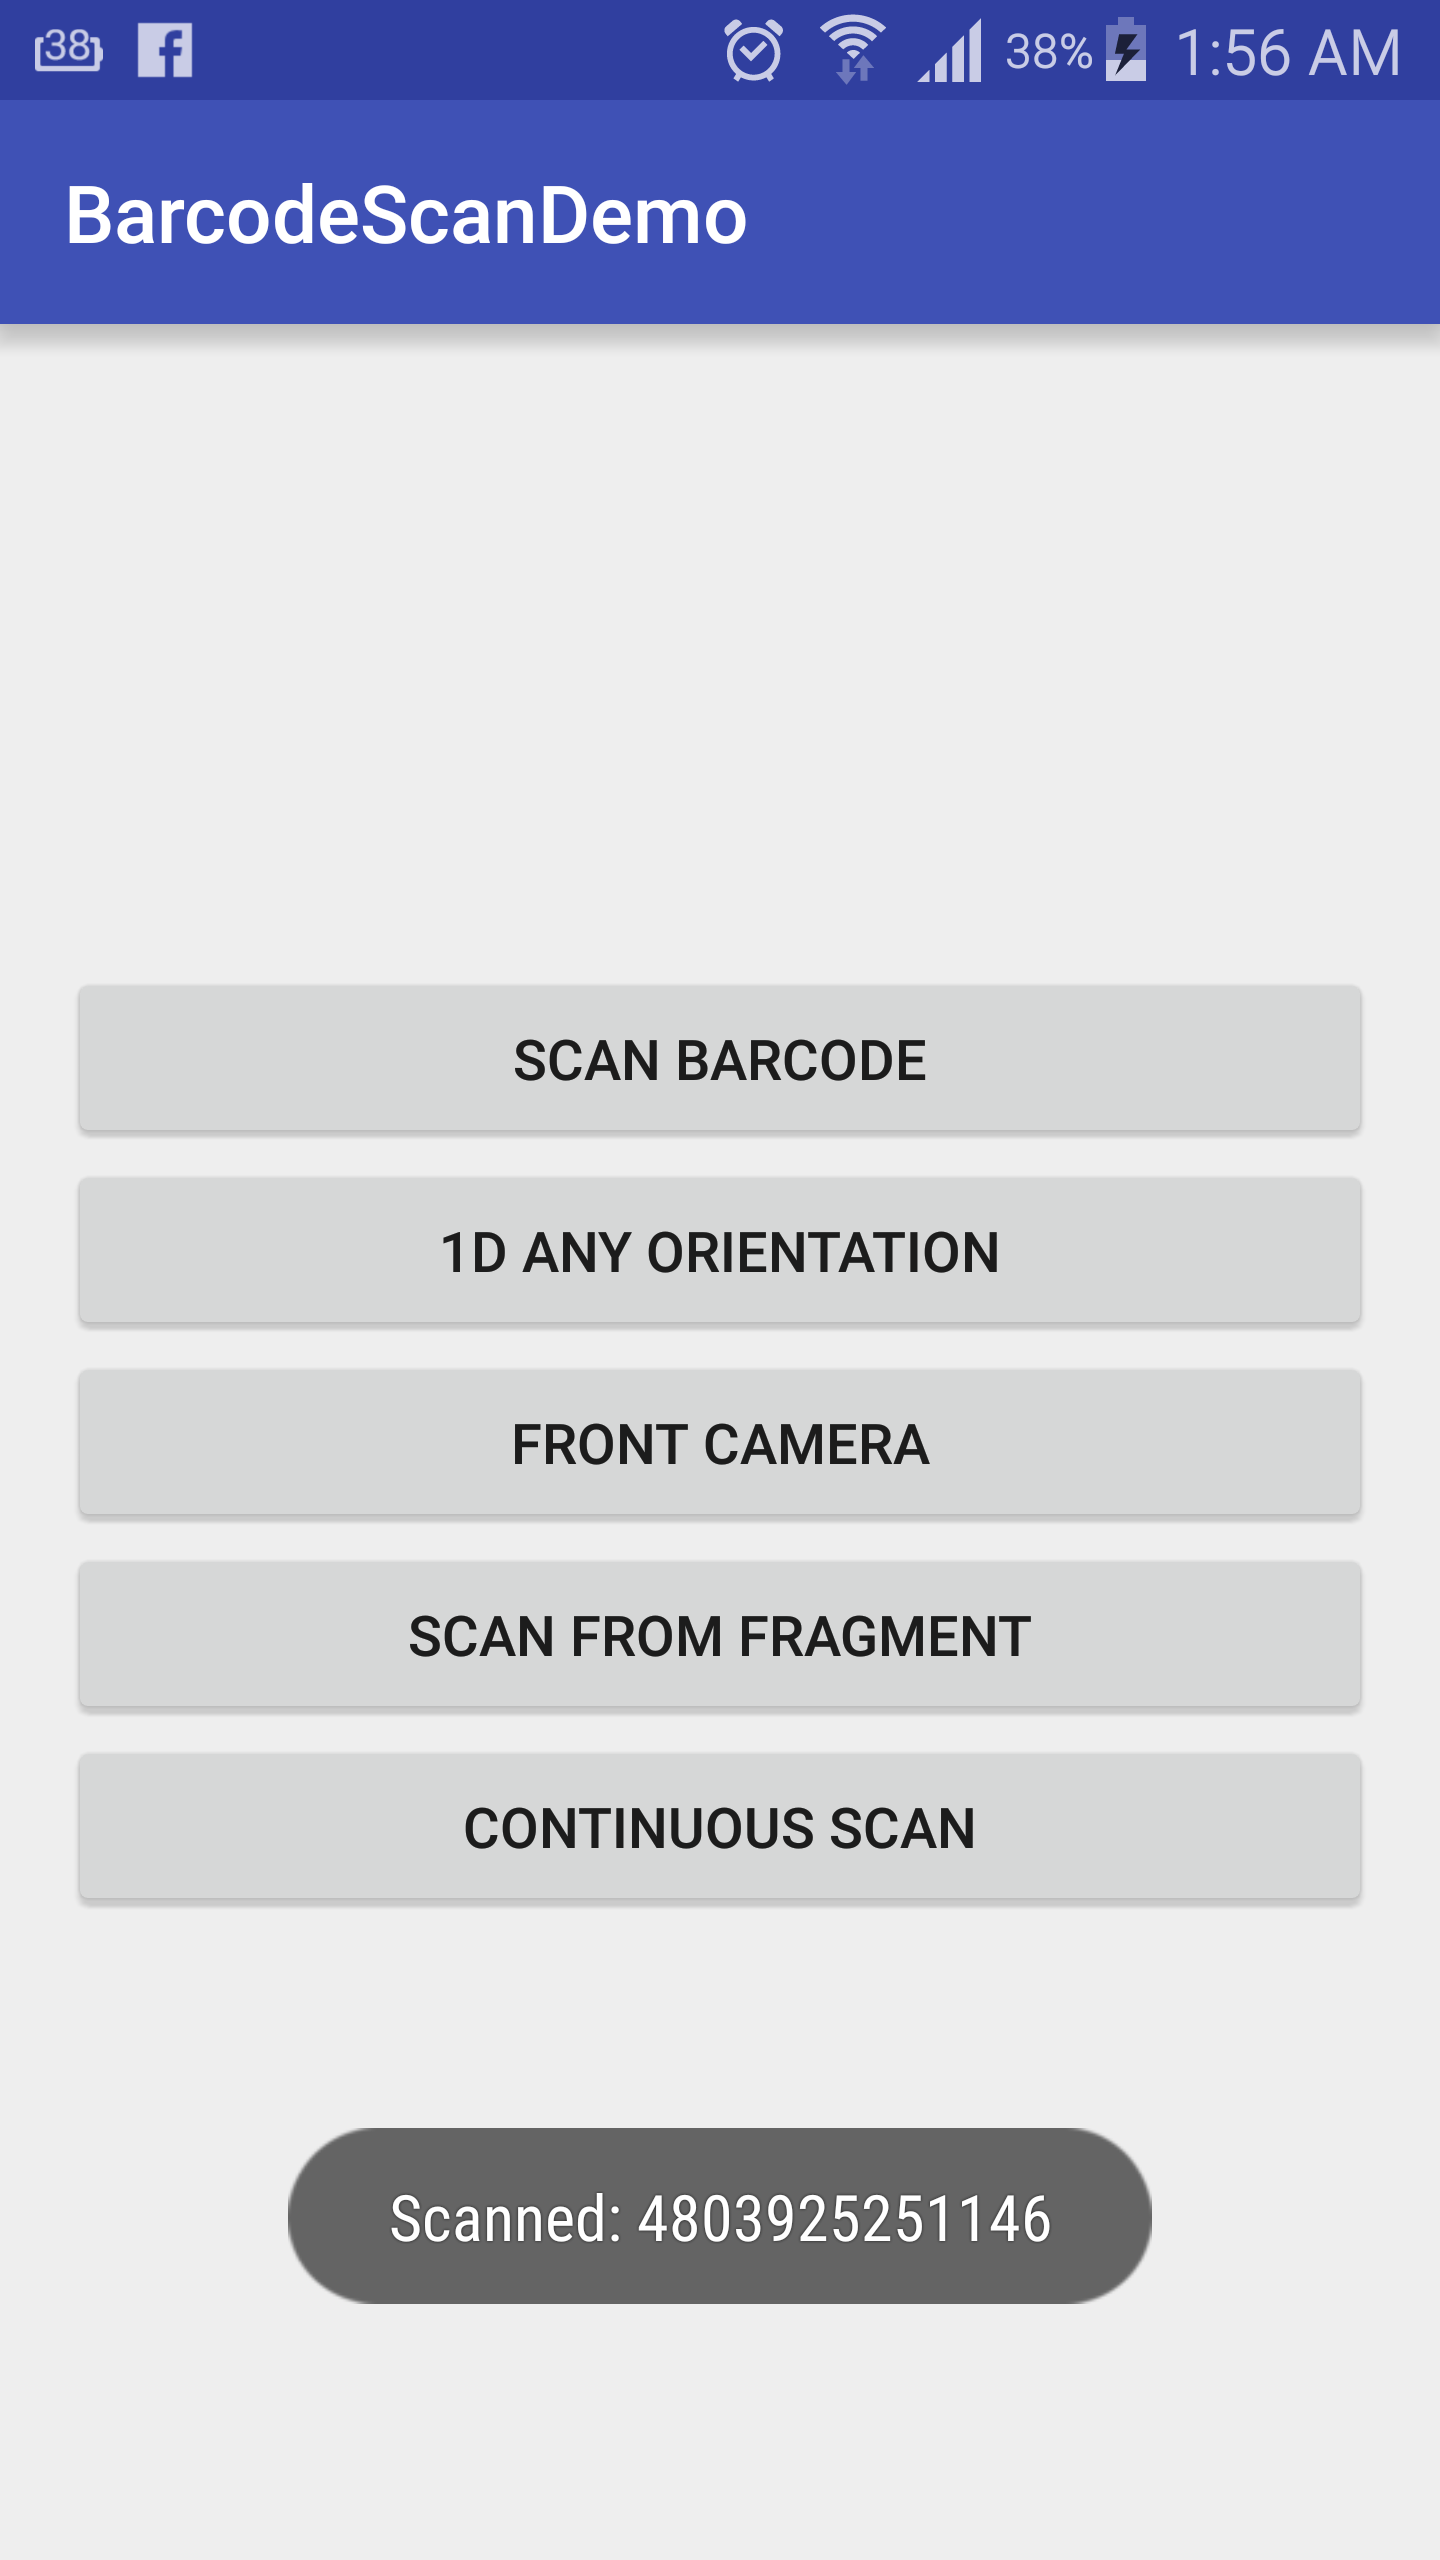 38 38% 1:56 AM
BarcodeScanDemo
SCAN BARCODE
1D ANY ORIENTATION
FRONT CAMERA
SCAN FROM FRAGMENT
CONTINUOUS SCAN
Scanned: 4803925251146